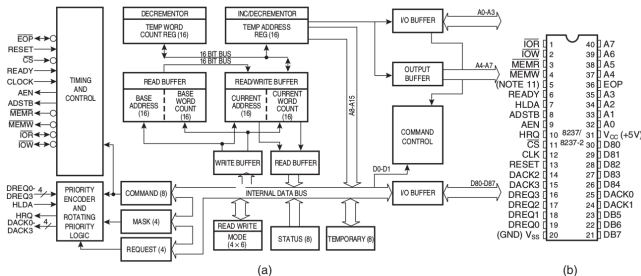 DECREMENTOR
TEMP WORD
COUNT REG (16)
INC/DECREMENTOR
TEMP ADDRESS
REG (16)
I/O BUFFER
A0-A3
16 BIT BUS
16 BIT BUS
OUTPUT
BUFFER
A4-A7
EOP
RESET
CS
READY
CLOCK
AEN
ADSTB
MEMR
MEMW
IOR
IOW
TIMING
AND
CONTROL
READ BUFFER
BASE
ADDRESS
(16)
BASE
WORD
COUNT
(16)
READ/WRITE BUFFER
CURRENT
ADDRESS
(16)
CURRENT
WORD
COUNT
(16)
A8-A15
COMMAND
CONTROL
WRITE BUFFER
READ BUFFER
D0-D1
DREQ0-
DREQ3
4
HLDA
HRQ
DACK0-
DACK3
4
PRIORITY
ENCODER
AND
ROTATING
PRIORITY
LOGIC
COMMAND (8)
MASK (4)
REQUEST (4)
INTERNAL DATA BUS
I/O BUFFER
D80-D87
READ WRITE
MODE
(4 × 6)
STATUS (8)
TEMPORARY (8)
(a)
IOR 1 40 A7
IOW 2 39 A6
MEMR 3 38 A5
MEMW 4 37 A4
(NOTE 11) 5 36 EOP
READY 6 35 A3
HLDA 7 34 A2
ADSTB 8 33 A1
AEN 9 32 A0
HRQ 10 8237/ 31 VCC (+5V)
CS 11 8237-2 30 D80
CLK 12 29 D81
RESET 13 28 D82
DACK2 14 27 D83
DACK3 15 26 D84
DREQ3 16 25 DACK0
DREQ2 17 24 DACK1
DREQ1 18 23 DB5
DREQ0 19 22 DB6
(GND) VSS 20 21 DB7
(b)